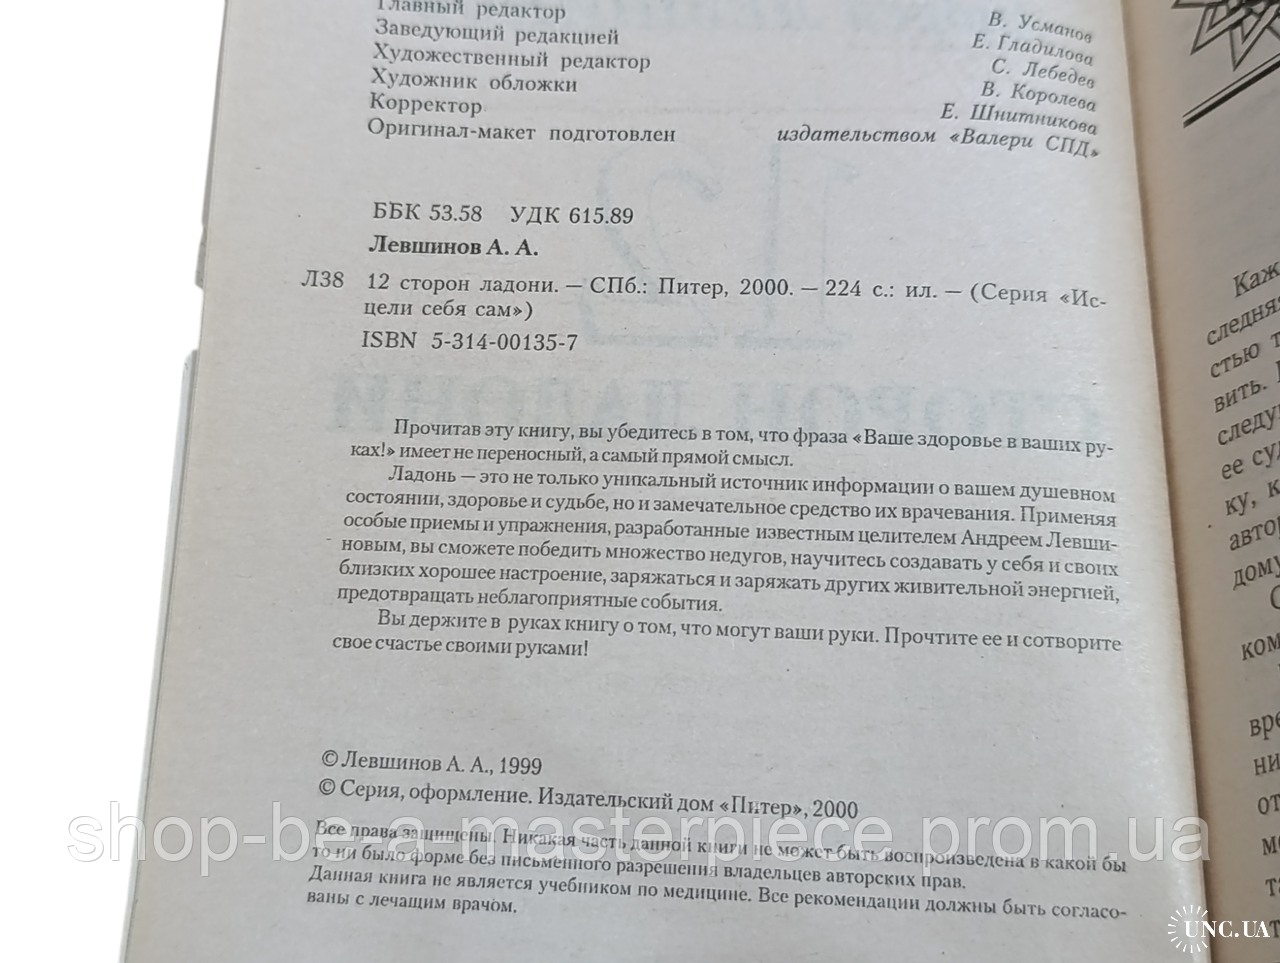 Главный редактор В. Усманов
Заведующий редакцией Е. Гладилова
Художественный редактор С. Лебедев
Художник обложки В. Королева
Корректор Е. Шнитникова
Оригинал-макет подготовлен издательством «Валери СПД»
ББК 53.58 УДК 615.89
Левшинов А. А.
Л38 12 сторон ладони. — СПб.: Питер, 2000. — 224 с.: ил. — (Серия «Ис-
цели себя сам»)
ISBN 5-314-00135-7
Прочитав эту книгу, вы убедитесь в том, что фраза «Ваше здоровье в ваших ру-
ках!» имеет не переносный, а самый прямой смысл.
Ладонь — это не только уникальный источник информации о вашем душевном
состоянии, здоровье и судьбе, но и замечательное средство их врачевания. Применяя
особые приемы и упражнения, разработанные известным целителем Андреем Левши-
новым, вы сможете победить множество недугов, научитесь создавать у себя и своих
близких хорошее настроение, заряжаться и заряжать других живительной энергией,
предотвращать неблагоприятные события.
Вы держите в руках книгу о том, что могут ваши руки. Прочтите ее и сотворите
свое счастье своими руками!
© Левшинов А. А., 1999
© Серия, оформление. Издательский дом «Питер», 2000
Все права защищены. Никакая часть данной книги не может быть воспроизведена в какой бы
то ни было форме без письменного разрешения владельцев авторских прав.
Данная книга не является учебником по медицине. Все рекомендации должны быть согласо-
ваны с лечащим врачом.
shop-be-a-masterpiece.prom.ua
UNC.UA
стью
вить.
ее
ку,